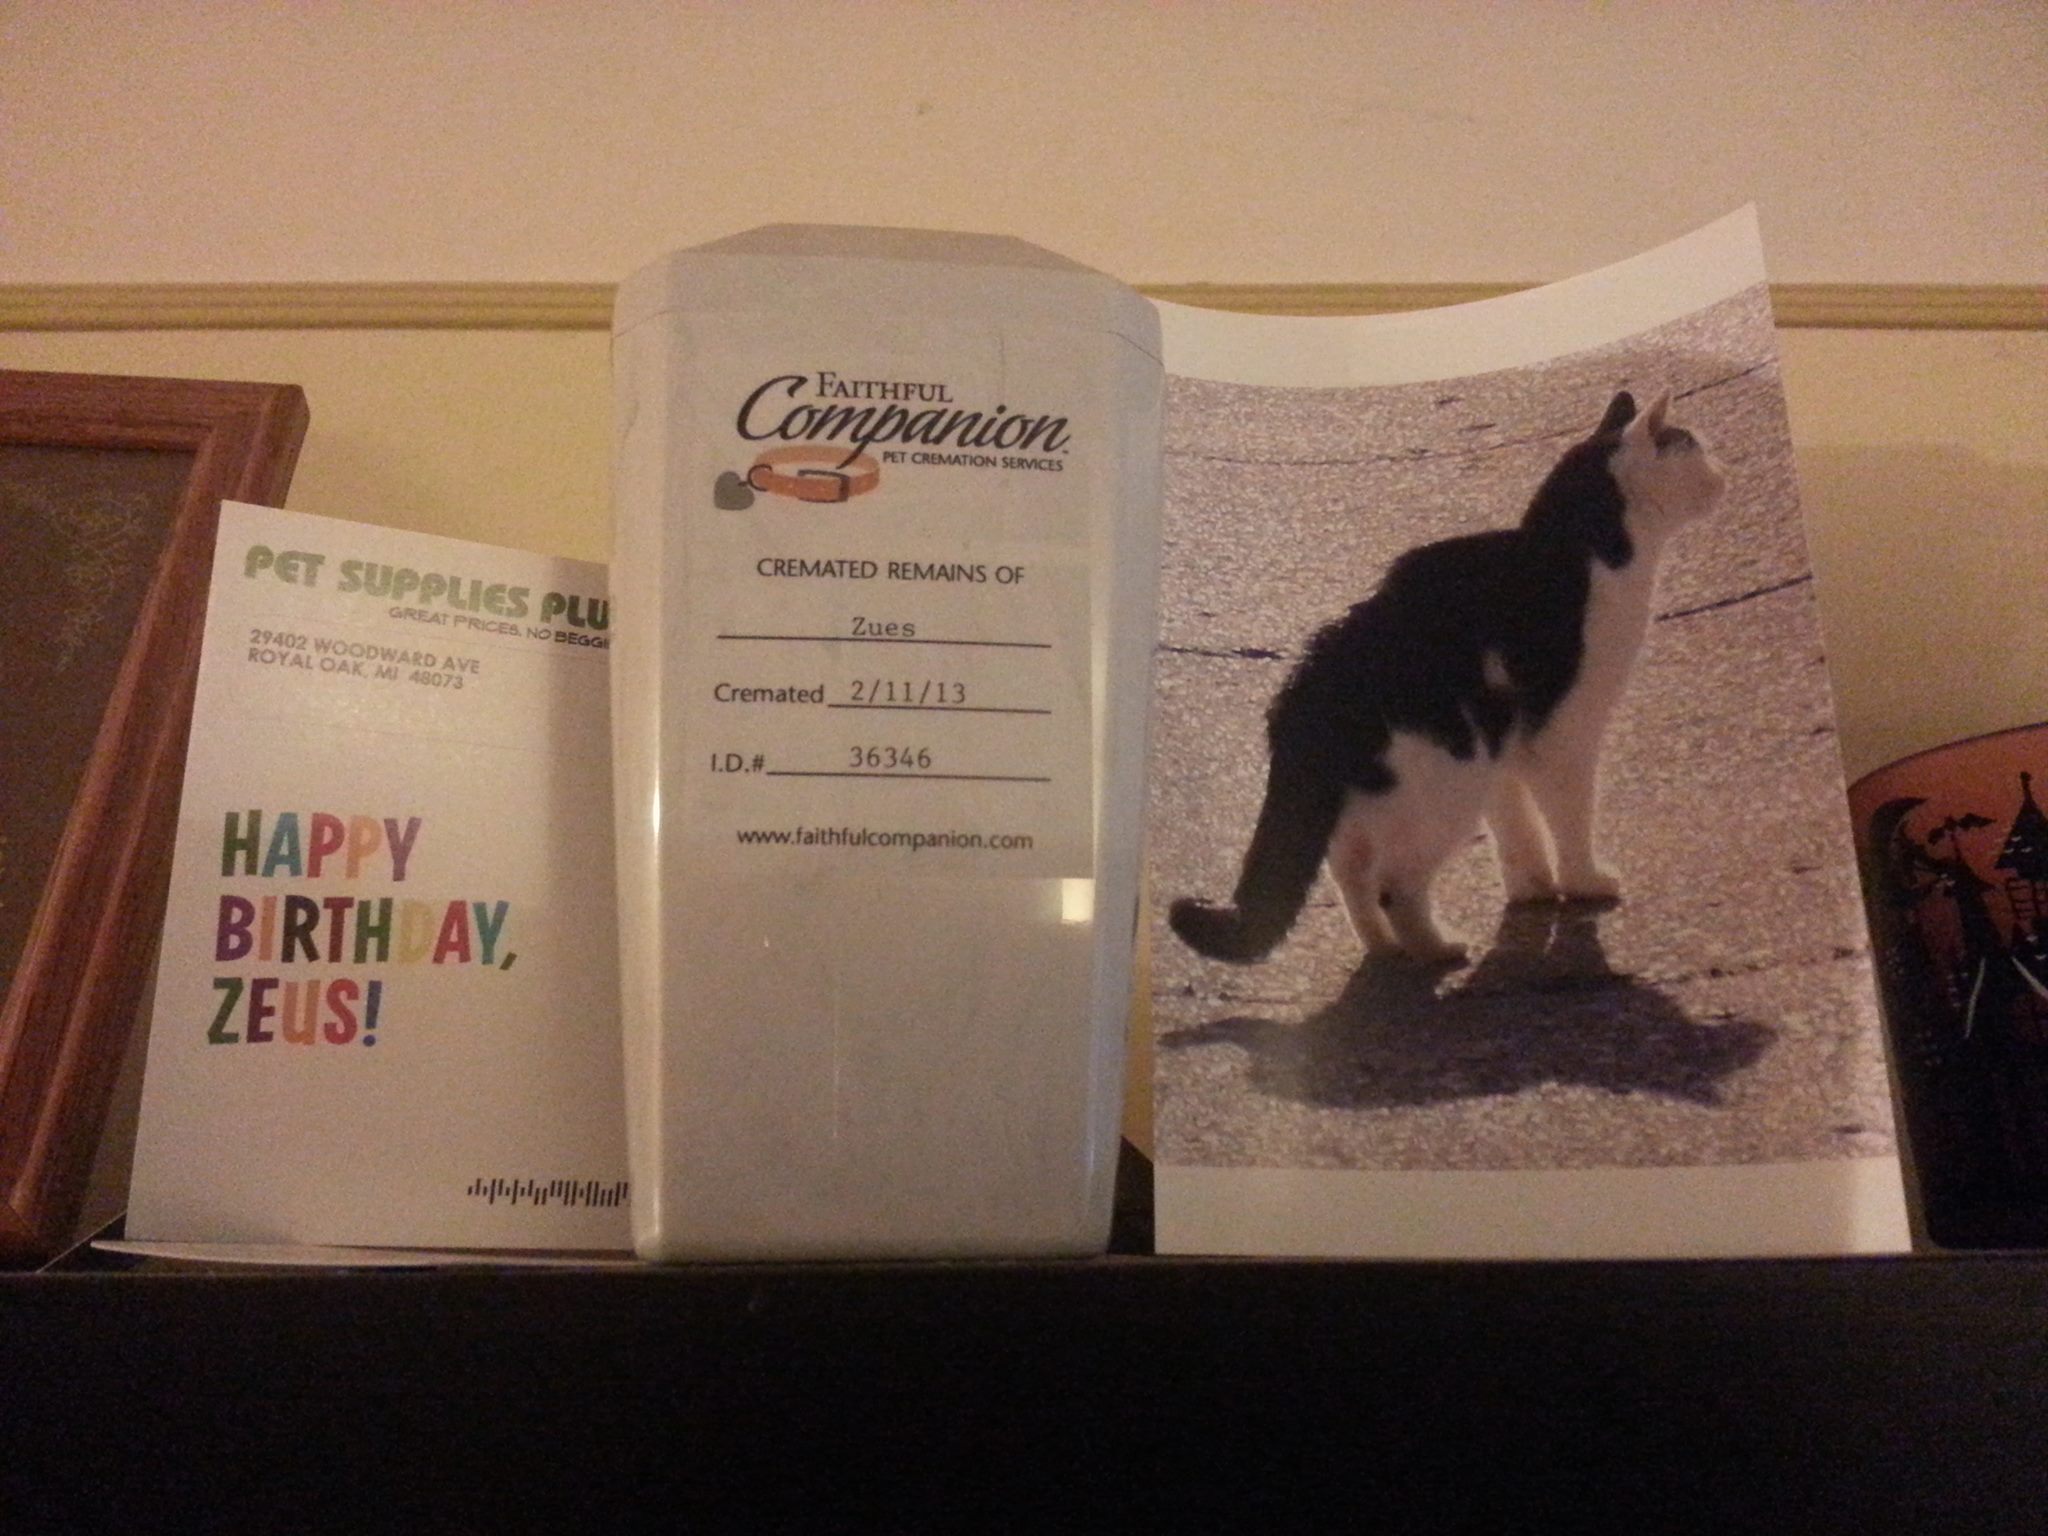 PET SUPPLIES PLU
GREAT PRICES. NO BEGGI
29402 WOODWARD AVE
ROYAL OAK, MI 48073
HAPPY
BIRTHDAY,
ZEUS!
FAITHFUL
Companion
PET CREMATION SERVICES
CREMATED REMAINS OF
Zues
Cremated 2/11/13
I.D.# 36346
www.faithfulcompanion.com